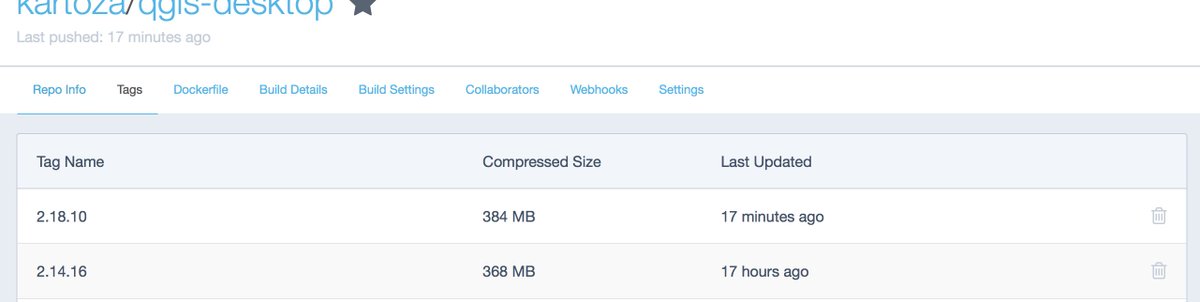 kartoza/qgis-desktop
Last pushed: 17 minutes ago
Repo Info Tags Dockerfile Build Details Build Settings Collaborators Webhooks Settings
Tag Name Compressed Size Last Updated
2.18.10 384 MB 17 minutes ago
2.14.16 368 MB 17 hours ago